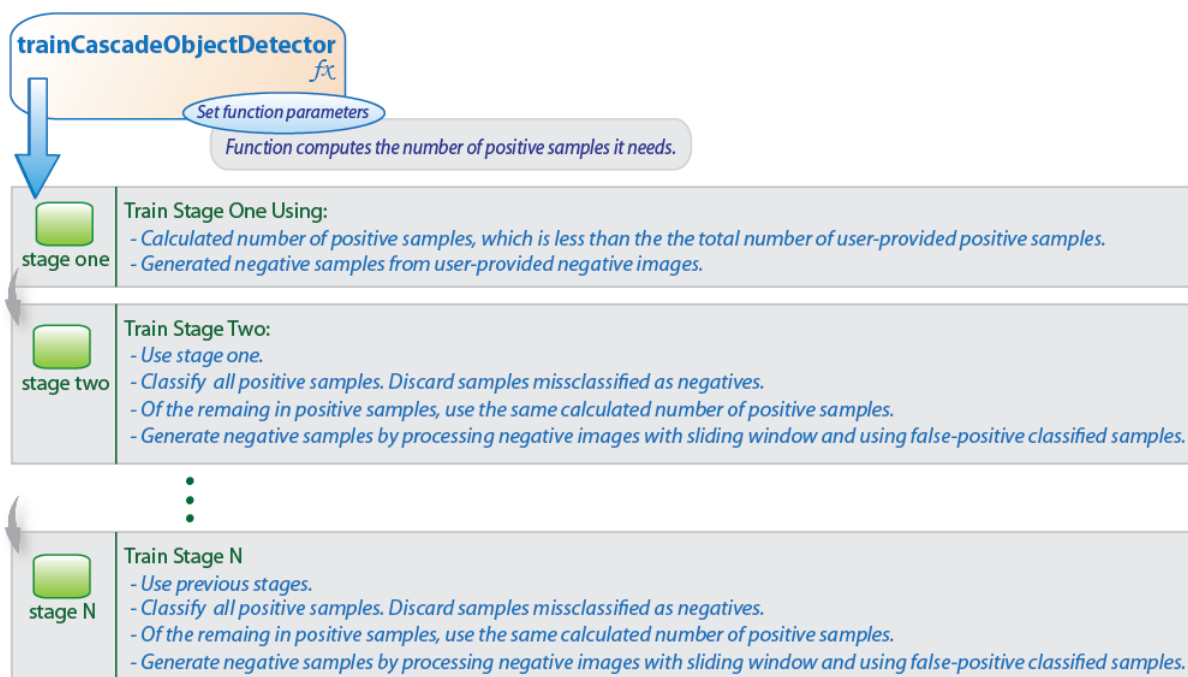 trainCascadeObjectDetector
fx
Set function parameters
Function computes the number of positive samples it needs.
stage one
Train Stage One Using:
- Calculated number of positive samples, which is less than the the total number of user-provided positive samples.
- Generated negative samples from user-provided negative images.
stage two
Train Stage Two:
- Use stage one.
- Classify all positive samples. Discard samples missclassified as negatives.
- Of the remaing in positive samples, use the same calculated number of positive samples.
- Generate negative samples by processing negative images with sliding window and using false-positive classified samples.
stage N
Train Stage N
- Use previous stages.
- Classify all positive samples. Discard samples missclassified as negatives.
- Of the remaing in positive samples, use the same calculated number of positive samples.
- Generate negative samples by processing negative images with sliding window and using false-positive classified samples.